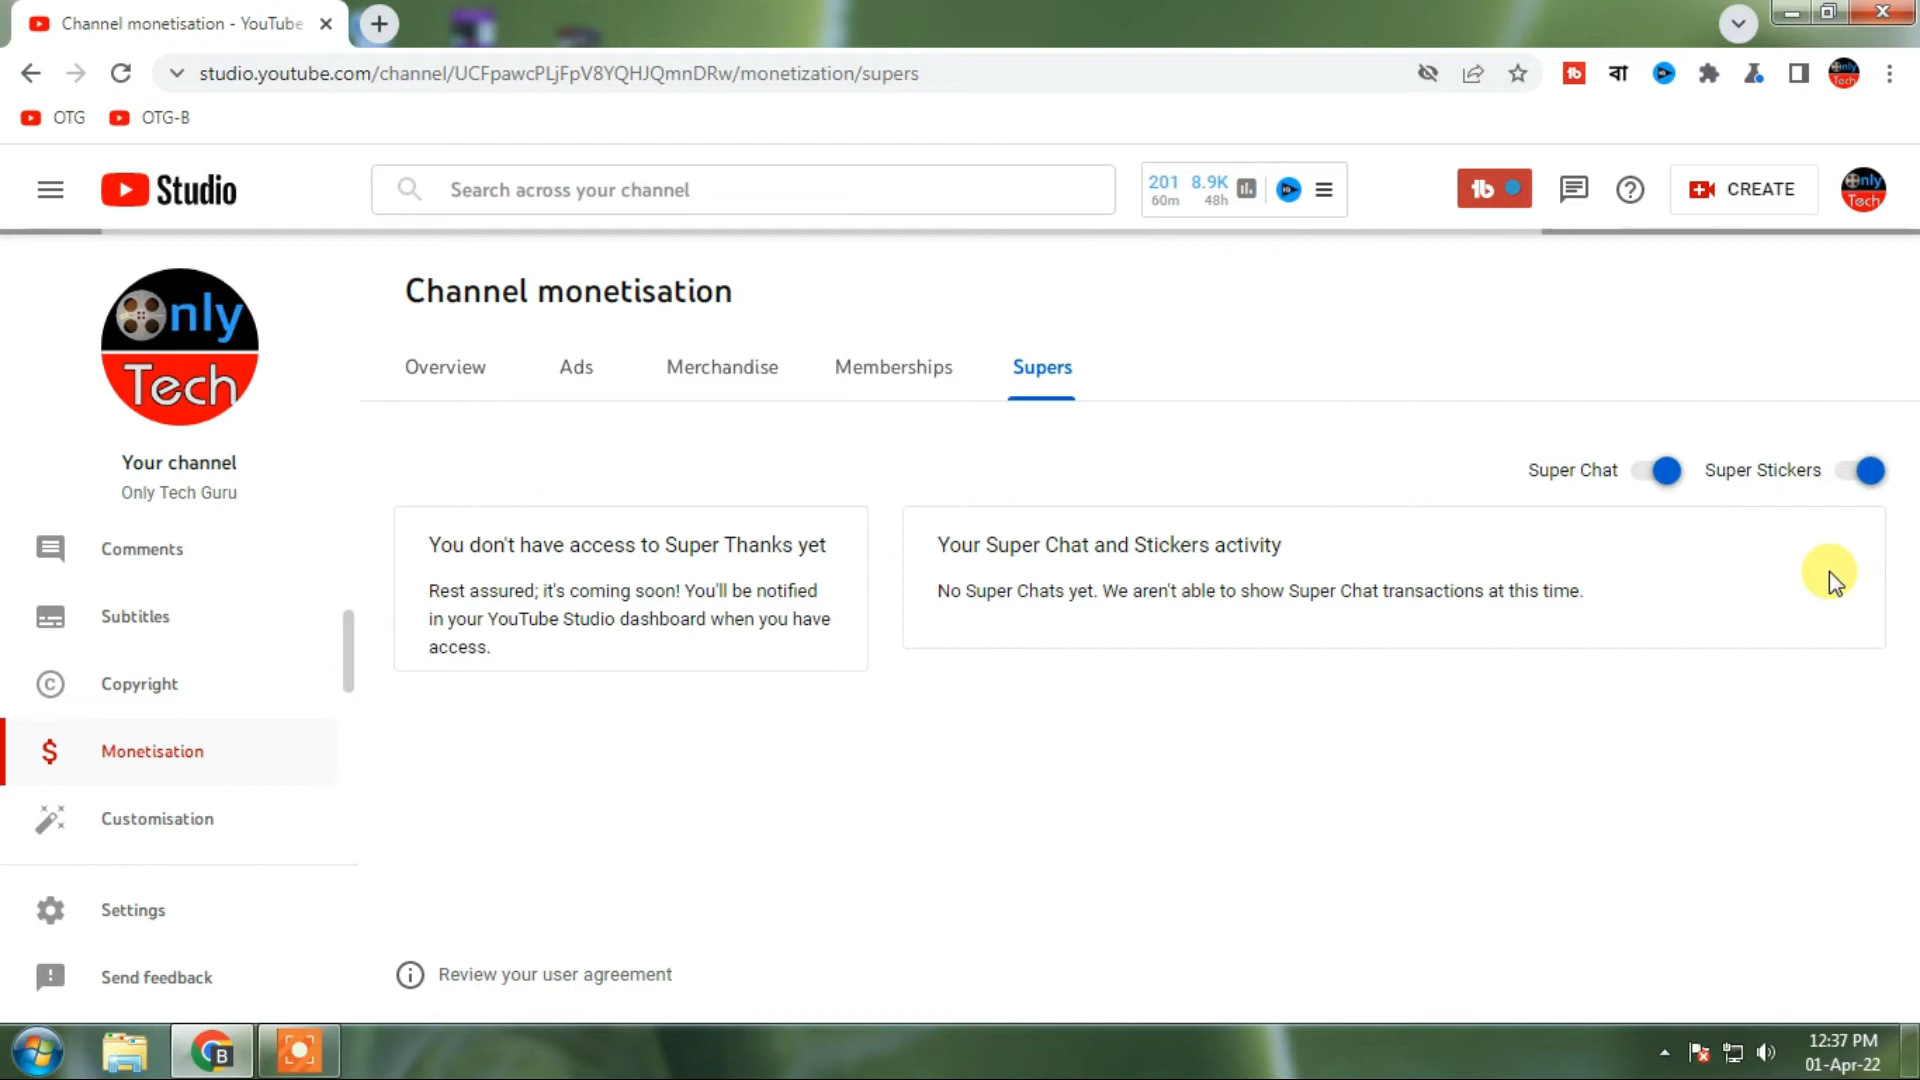 Channel monetisation - YouTube
studio.youtube.com/channel/UCFpawcPLjFpV8YQHJQmnDRw/monetization/supers
বা
Only
Tech
OTG
OTG-B
Studio
Search across your channel
201 8.9K
60m 48h
CREATE
Only
Tech
Only
Tech
Your channel
Only Tech Guru
Comments
Subtitles
Copyright
Monetisation
Customisation
Settings
Send feedback
Channel monetisation
Overview Ads Merchandise Memberships Supers
Super Chat Super Stickers
You don't have access to Super Thanks yet
Rest assured; it's coming soon! You'll be notified
in your YouTube Studio dashboard when you have
access.
Your Super Chat and Stickers activity
No Super Chats yet. We aren't able to show Super Chat transactions at this time.
Review your user agreement
B
12:37 PM
01-Apr-22